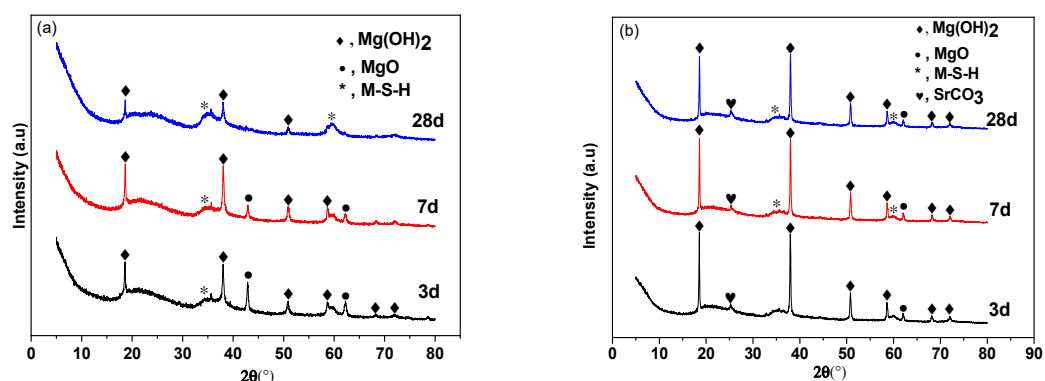 (a)
♦ , Mg(OH)2
● , MgO
* , M-S-H
28d
7d
3d
Intensity (a.u)
0 10 20 30 40 50 60 70 80
2θ(°)
(b)
♦, Mg(OH)2
● MgO
* M-S-H
♥, SrCO3
28d
7d
3d
Intensity (a.u)
0 10 20 30 40 50 60 70 80 90
2θ(°)